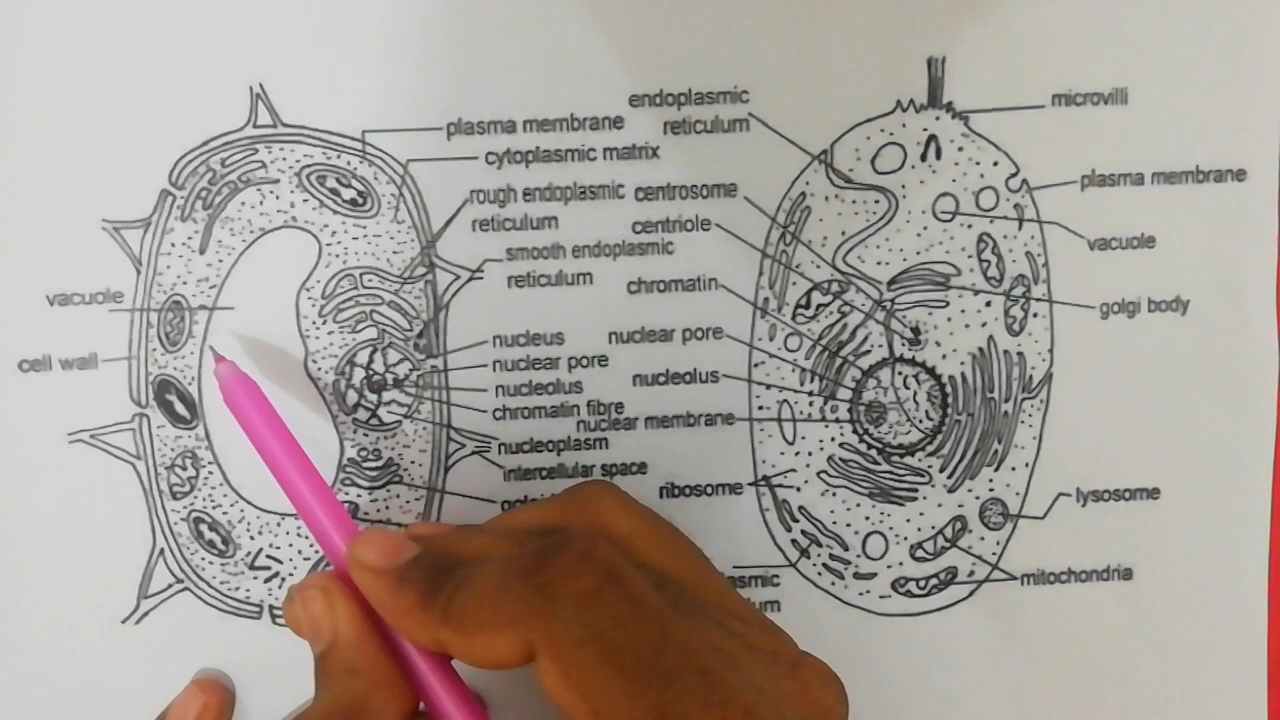 plasma membrane
cytoplasmic matrix
rough endoplasmic
reticulum
smooth endoplasmic
reticulum
vacuole
cell wall
nucleus
nuclear pore
nucleolus
chromatin fibre
nucleoplasm
intercellular space
endoplasmic
reticulum
centrosome
centriole
chromatin
nuclear pore
nucleolus
nuclear membrane
ribosome
microvilli
plasma membrane
vacuole
golgi body
lysosome
mitochondria